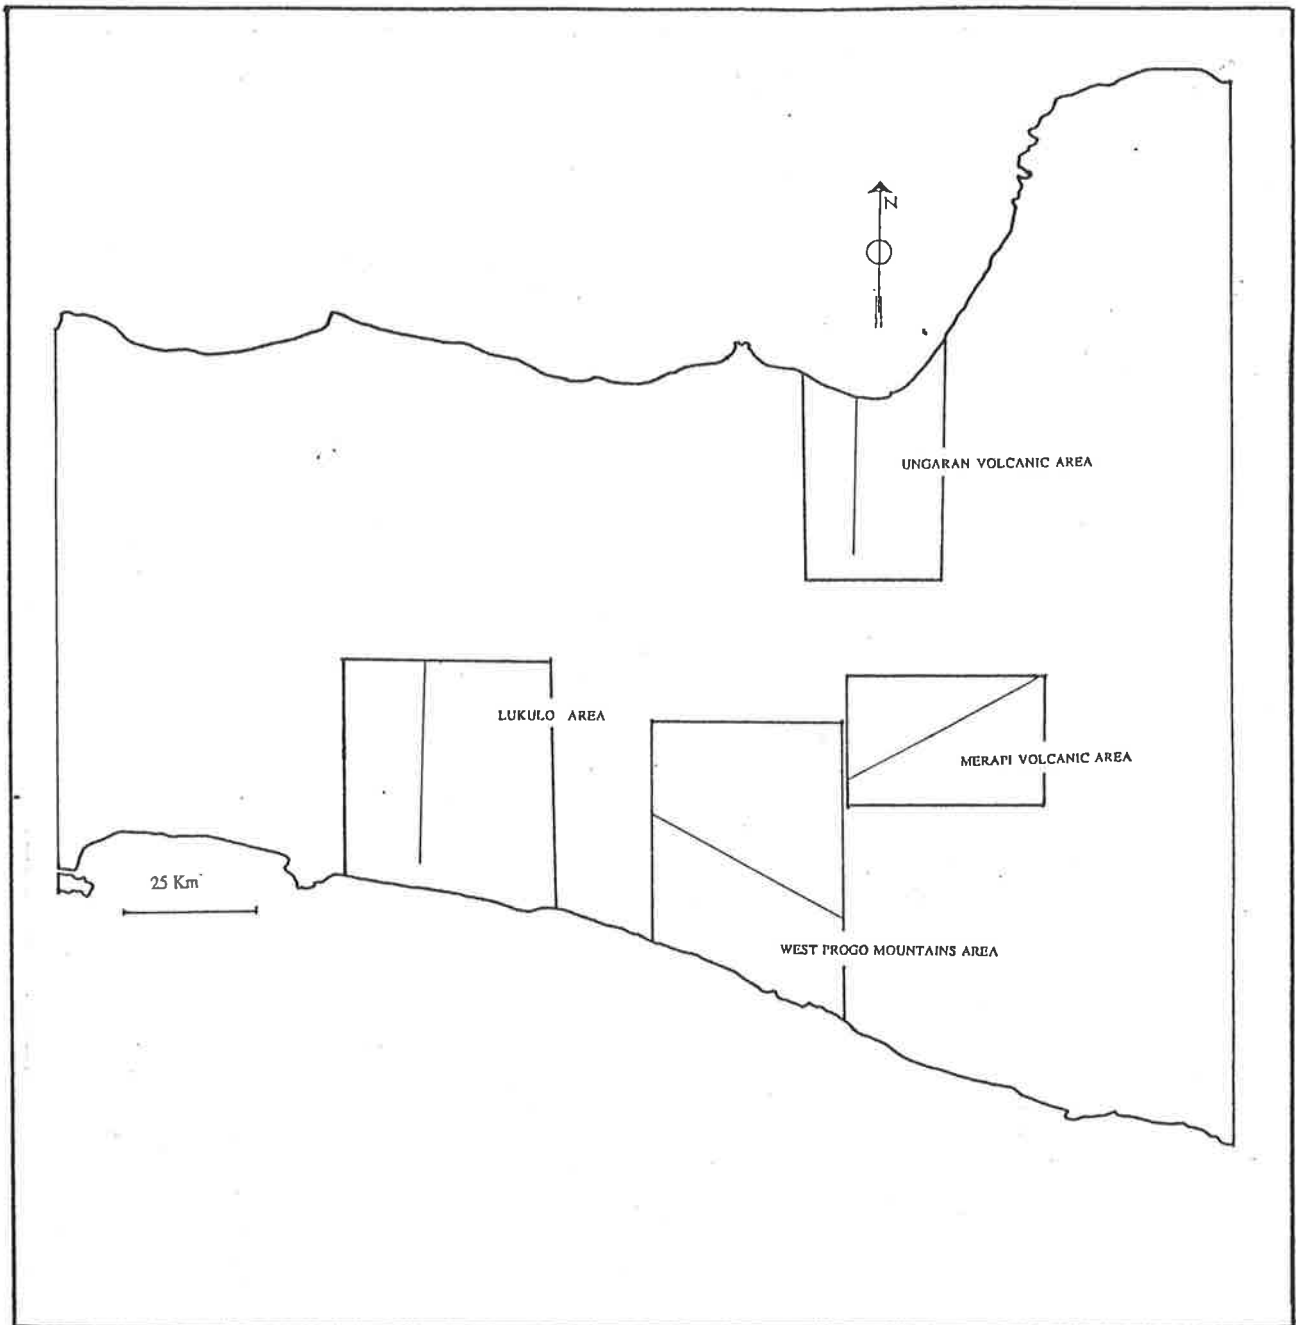 N
UNGARAN VOLCANIC AREA
LUKULO AREA
MERAPI VOLCANIC AREA
25 Km
WEST PROGO MOUNTAINS AREA